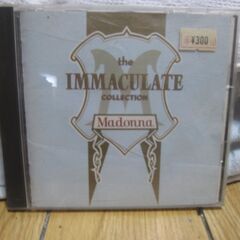 ¥300
the
IMMACULATE
COLLECTION
Madonna